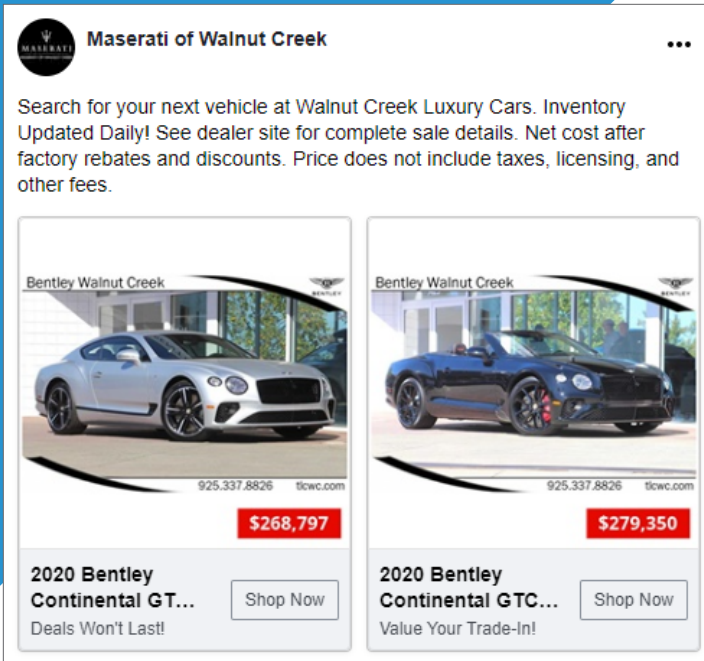 MASERATI
Maserati of Walnut Creek
Search for your next vehicle at Walnut Creek Luxury Cars. Inventory
Updated Daily! See dealer site for complete sale details. Net cost after
factory rebates and discounts. Price does not include taxes, licensing, and
other fees.
Bentley Walnut Creek
BENTLEY
925.337.8826 tlcwc.com
$268,797
2020 Bentley
Continental GT...
Shop Now
Deals Won't Last!
Bentley Walnut Creek
BENTLEY
925.337.8826 tlcwc.com
$279,350
2020 Bentley
Continental GTC...
Shop Now
Value Your Trade-In!